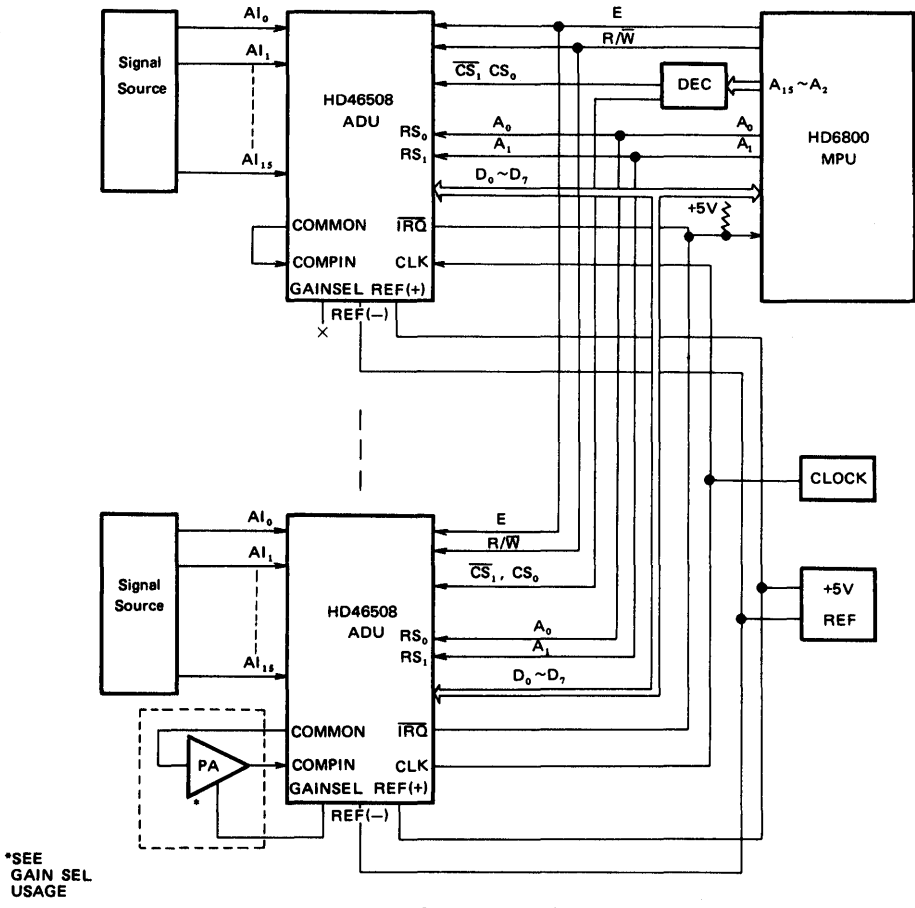 Signal
Source
AI0
AI1
AI15
HD46508
ADU
RS0
RS1
COMMON
COMPIN
IRQ̅
CLK
GAINSEL REF(+)
REF(—)
E
R/W̅
C̅S̅1 CS0
DEC
A15~A2
A0
A0
A1
A1
D0~D7
+5V
HD6800
MPU
CLOCK
+5V
REF
Signal
Source
AI0
AI1
AI15
HD46508
ADU
E
R/W̅
C̅S̅1, CS0
RS0
A0
RS1
A1
D0~D7
COMMON
I̅R̅Q̅
COMPIN
CLK
GAINSEL REF(+)
REF(—)
PA
*
*SEE
GAIN SEL
USAGE